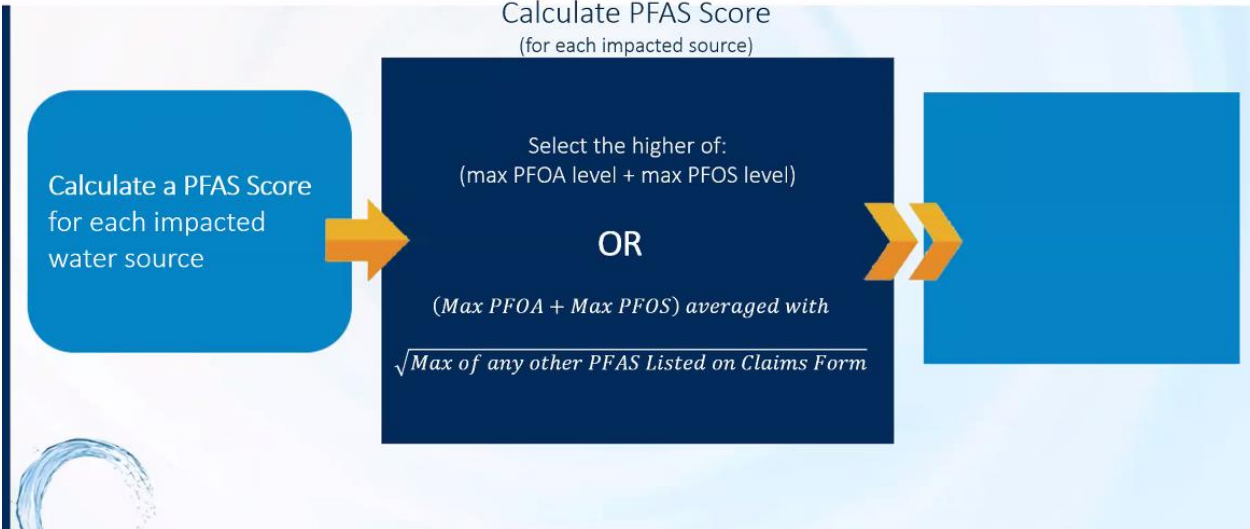 Calculate PFAS Score
(for each impacted source)
Calculate a PFAS Score
for each impacted
water source
Select the higher of:
(max PFOA level + max PFOS level)
OR
(Max PFOA + Max PFOS) averaged with
√Max of any other PFAS Listed on Claims Form